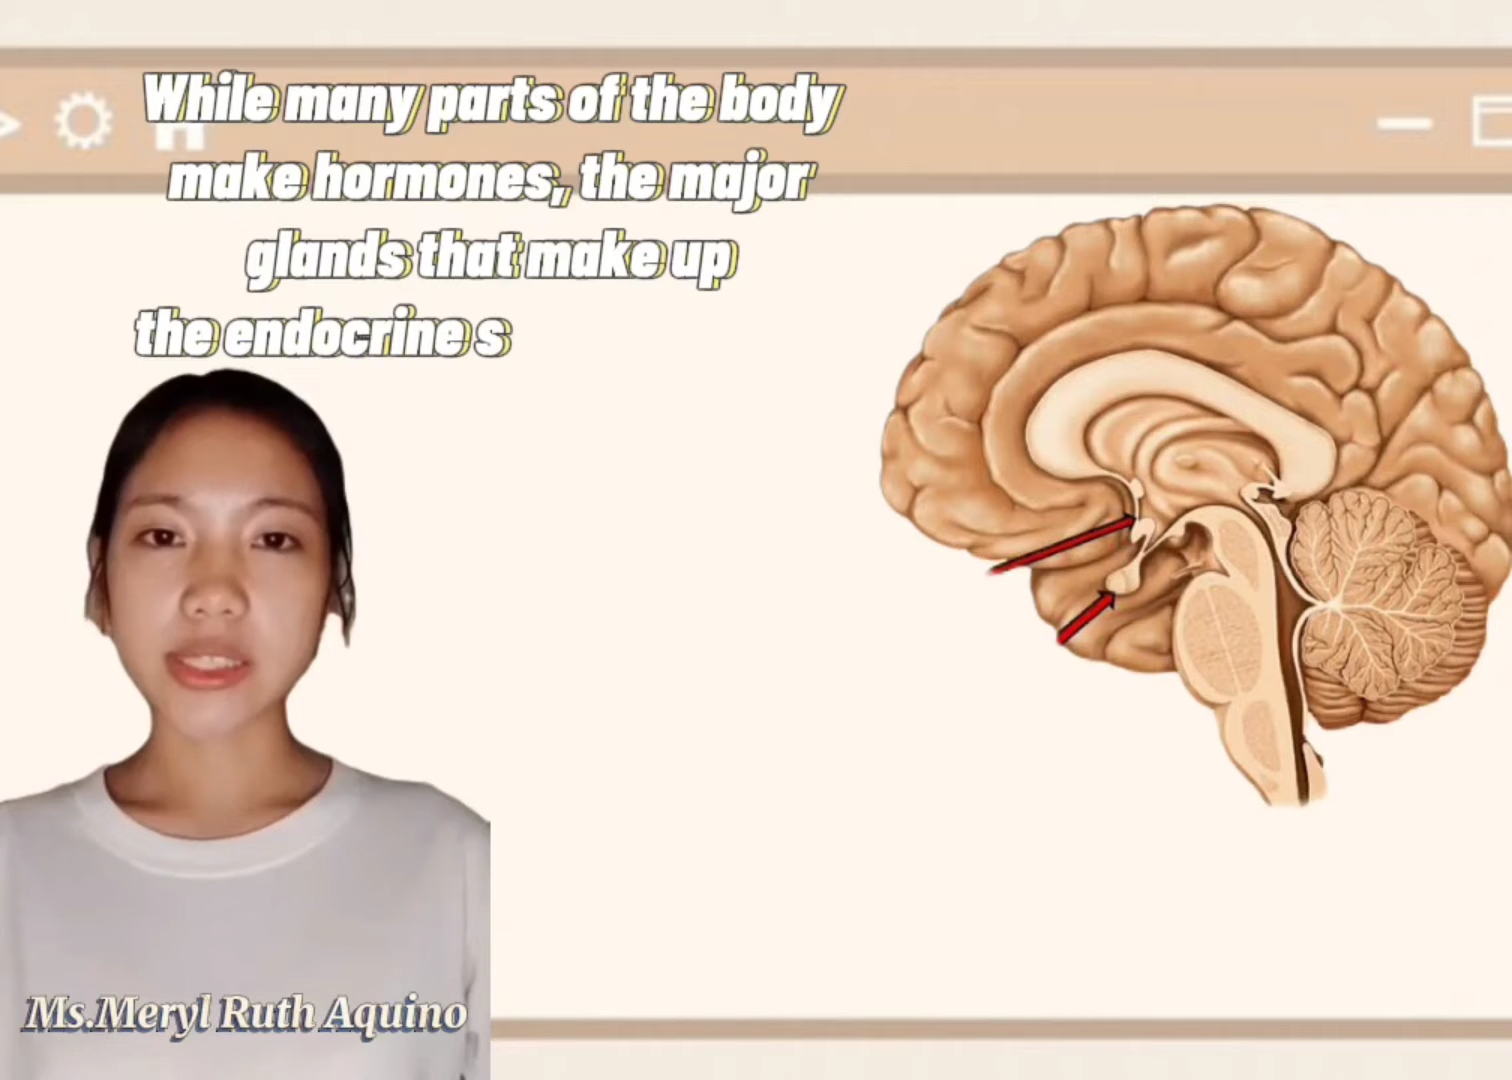 While many parts of the body
make hormones, the major
glands that make up
the endocrine s
Ms.Meryl Ruth Aquino